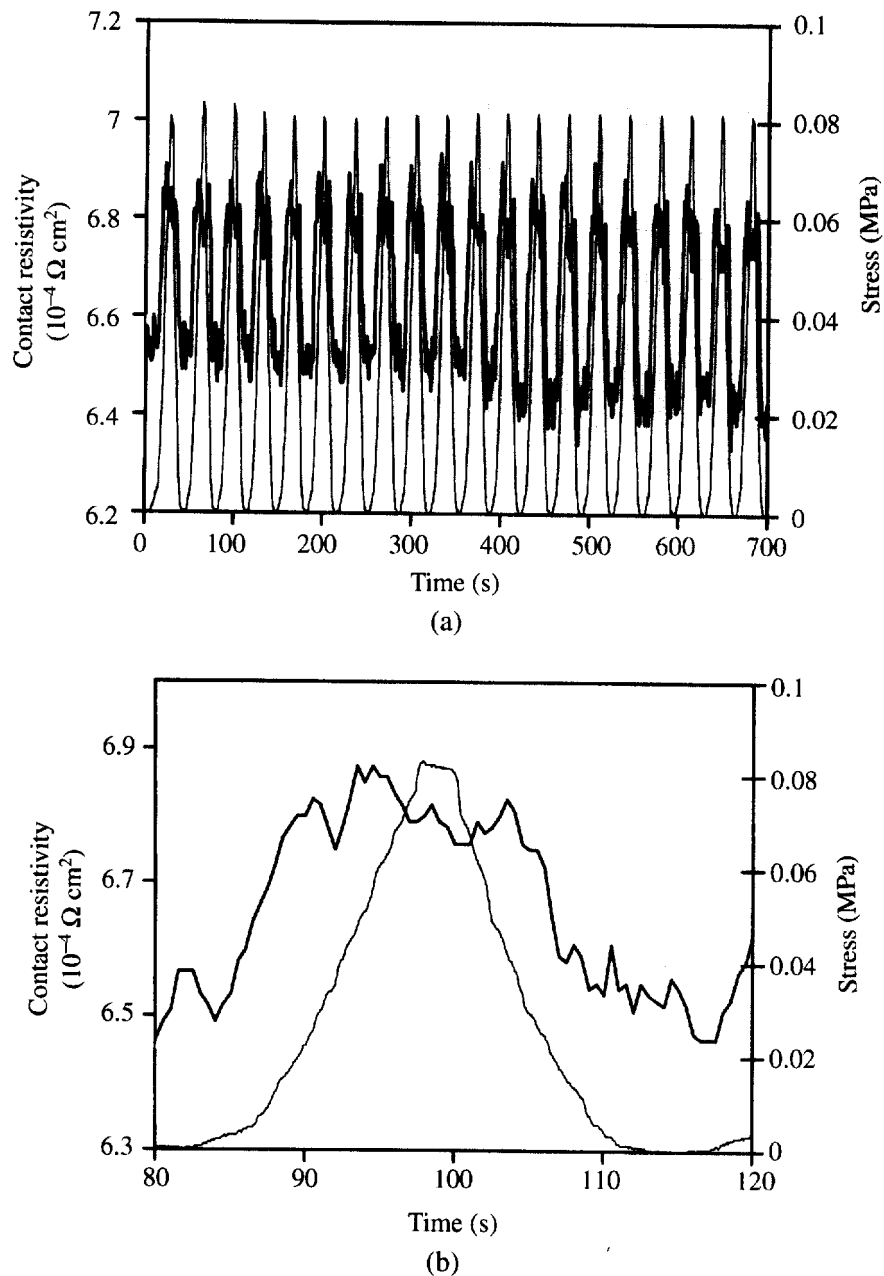 7.2
7
6.8
6.6
6.4
6.2
Contact resistivity
(10⁻⁴ Ω cm²)
0.1
0.08
0.06
0.04
0.02
0
Stress (MPa)
0 100 200 300 400 500 600 700
Time (s)
(a)
6.9
6.7
6.5
6.3
Contact resistivity
(10⁻⁴ Ω cm²)
0.1
0.08
0.06
0.04
0.02
0
Stress (MPa)
80 90 100 110 120
Time (s)
(b)